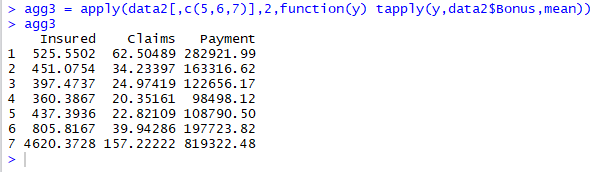 > agg3 = apply(data2[,c(5,6,7)],2,function(y) tapply(y,data2$Bonus,mean))
> agg3
Insured Claims Payment
1 525.5502 62.50489 282921.99
2 451.0754 34.23397 163316.62
3 397.4737 24.97419 122656.17
4 360.3867 20.35161 98498.12
5 437.3936 22.82109 108790.50
6 805.8167 39.94286 197723.82
7 4620.3728 157.22222 819322.48
>